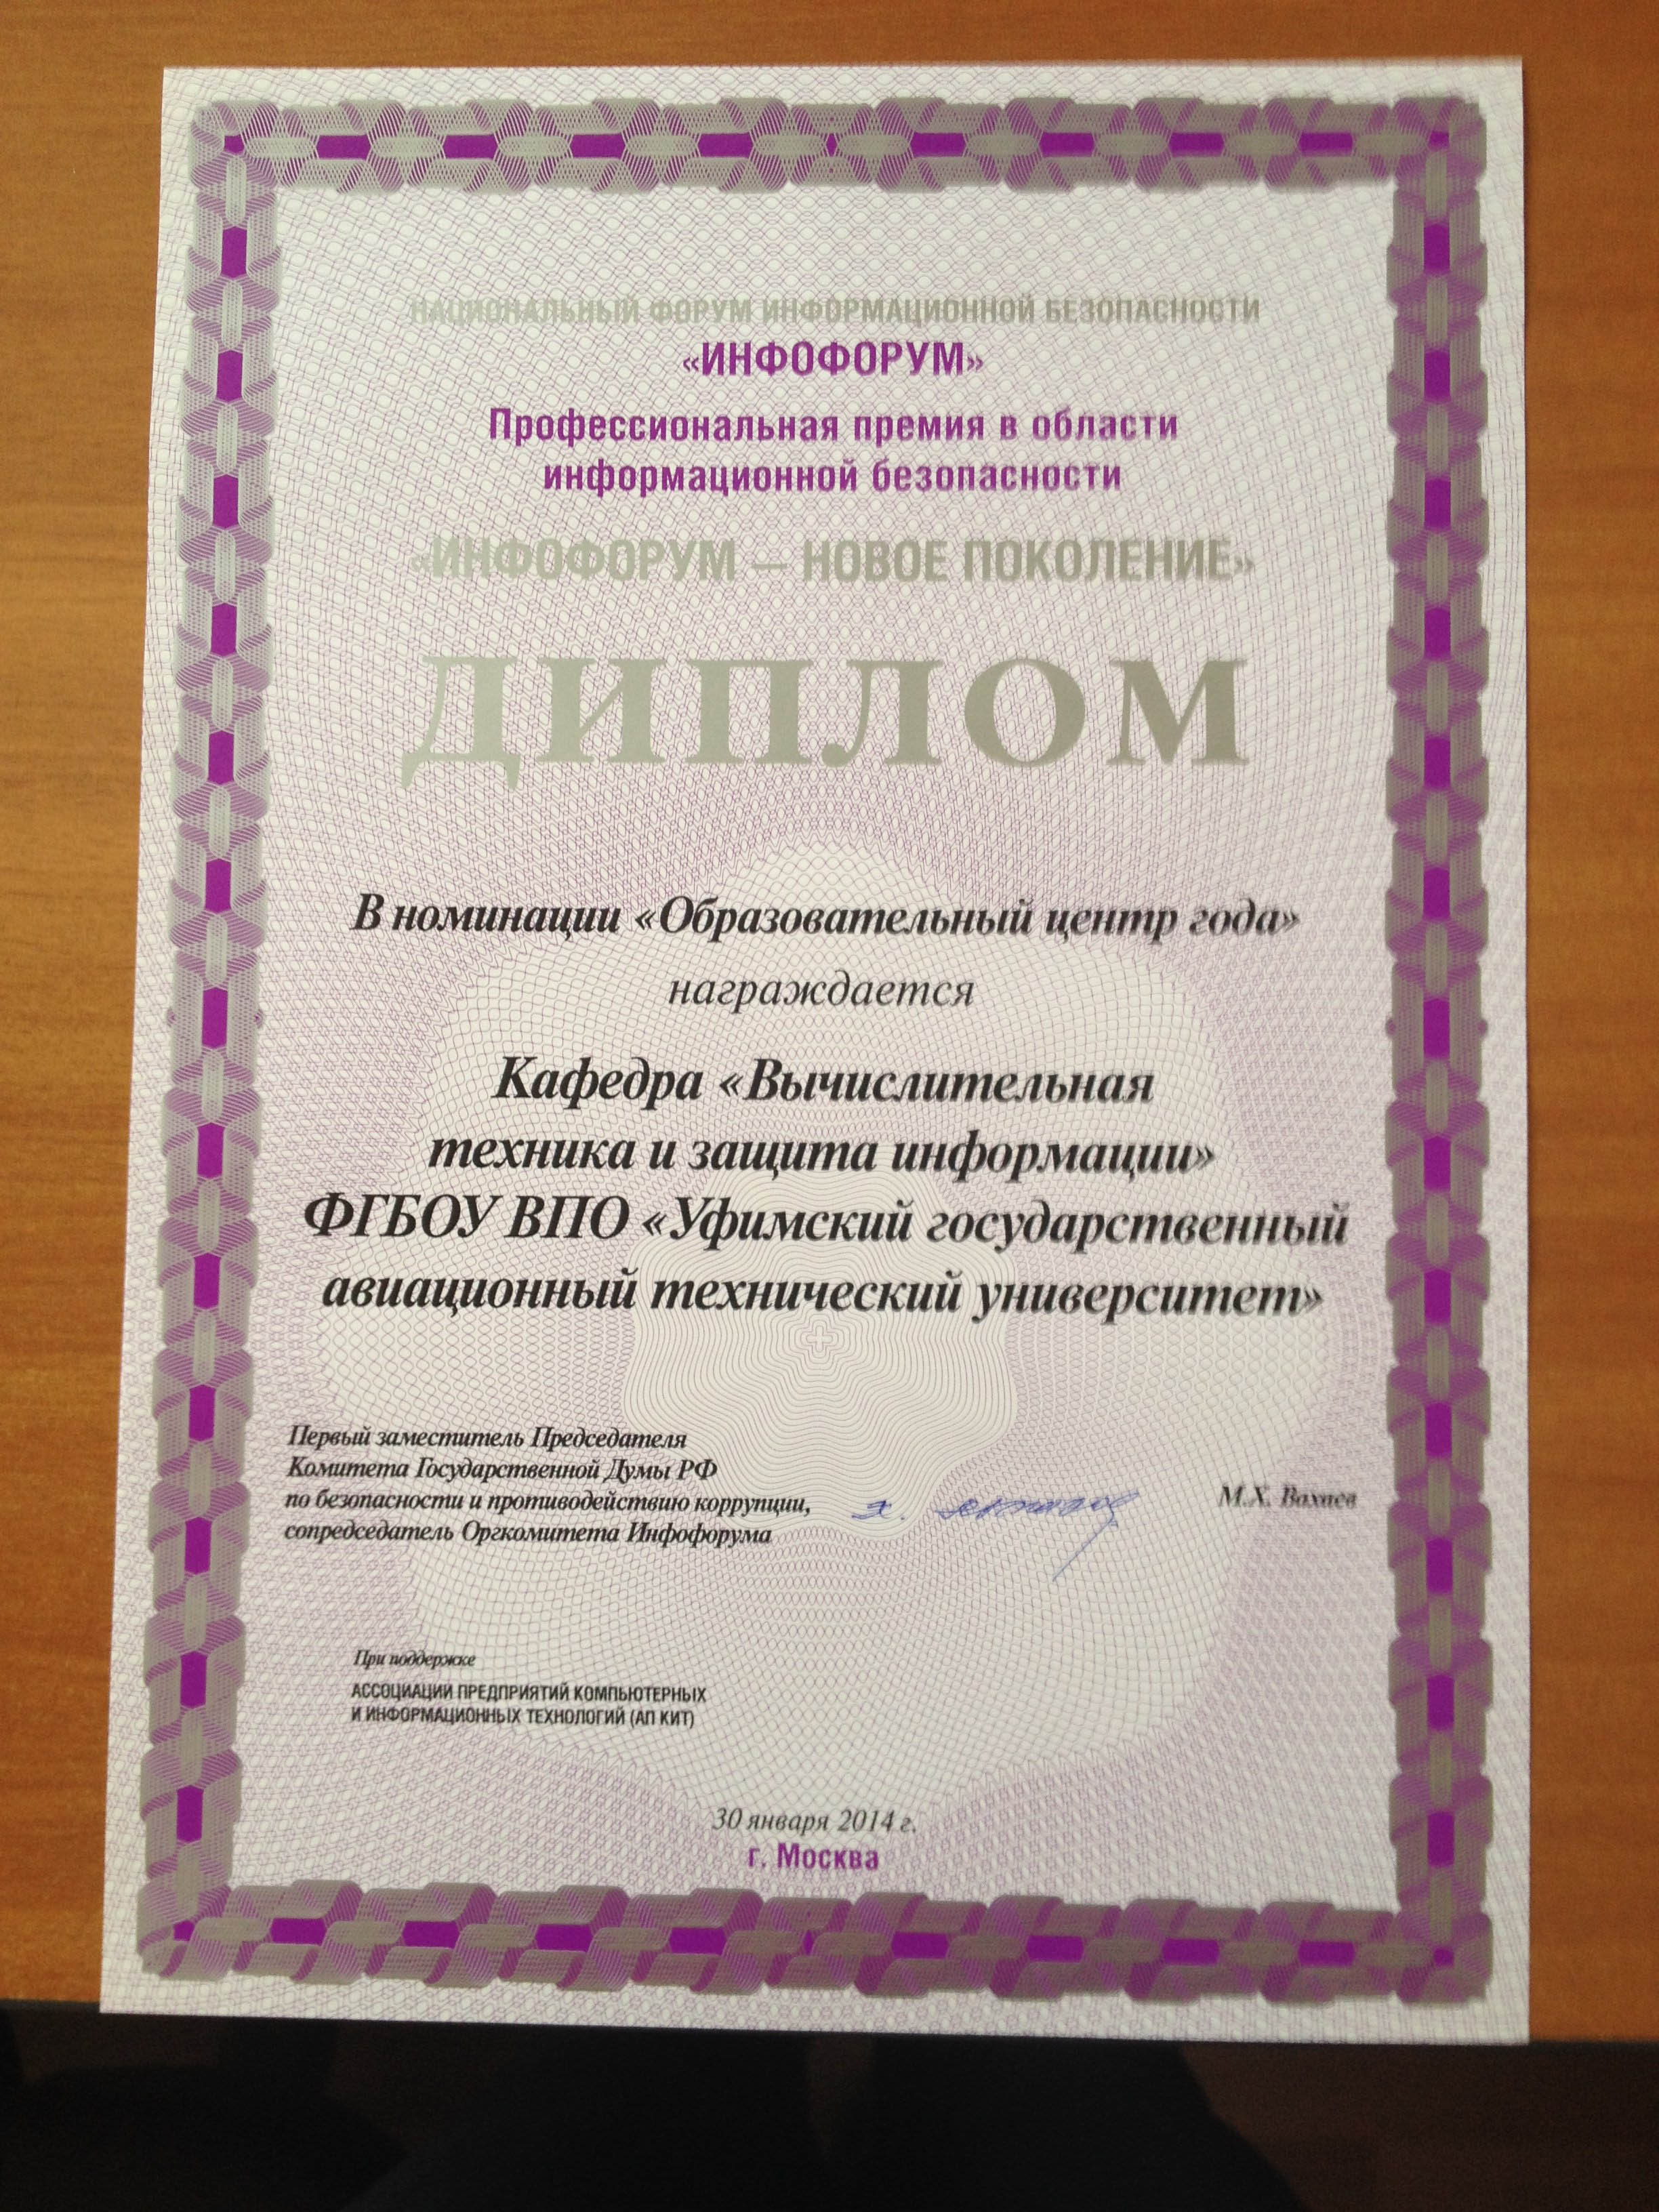 НАЦИОНАЛЬНЫЙ ФОРУМ ИНФОРМАЦИОННОЙ БЕЗОПАСНОСТИ
«ИНФОФОРУМ»
Профессиональная премия в области
информационной безопасности
«ИНФОФОРУМ — НОВОЕ ПОКОЛЕНИЕ»
ДИПЛОМ
В номинации «Образовательный центр года»
награждается
Кафедра «Вычислительная
техника и защита информации»
ФГБОУ ВПО «Уфимский государственный
авиационный технический университет»
Первый заместитель Председателя
Комитета Государственной Думы РФ
по безопасности и противодействию коррупции,
сопредседатель Оргкомитета Инфофорума
М.Х. Вахаев
При поддержке
АССОЦИАЦИИ ПРЕДПРИЯТИЙ КОМПЬЮТЕРНЫХ
И ИНФОРМАЦИОННЫХ ТЕХНОЛОГИЙ (АП КИТ)
30 января 2014 г.
г. Москва